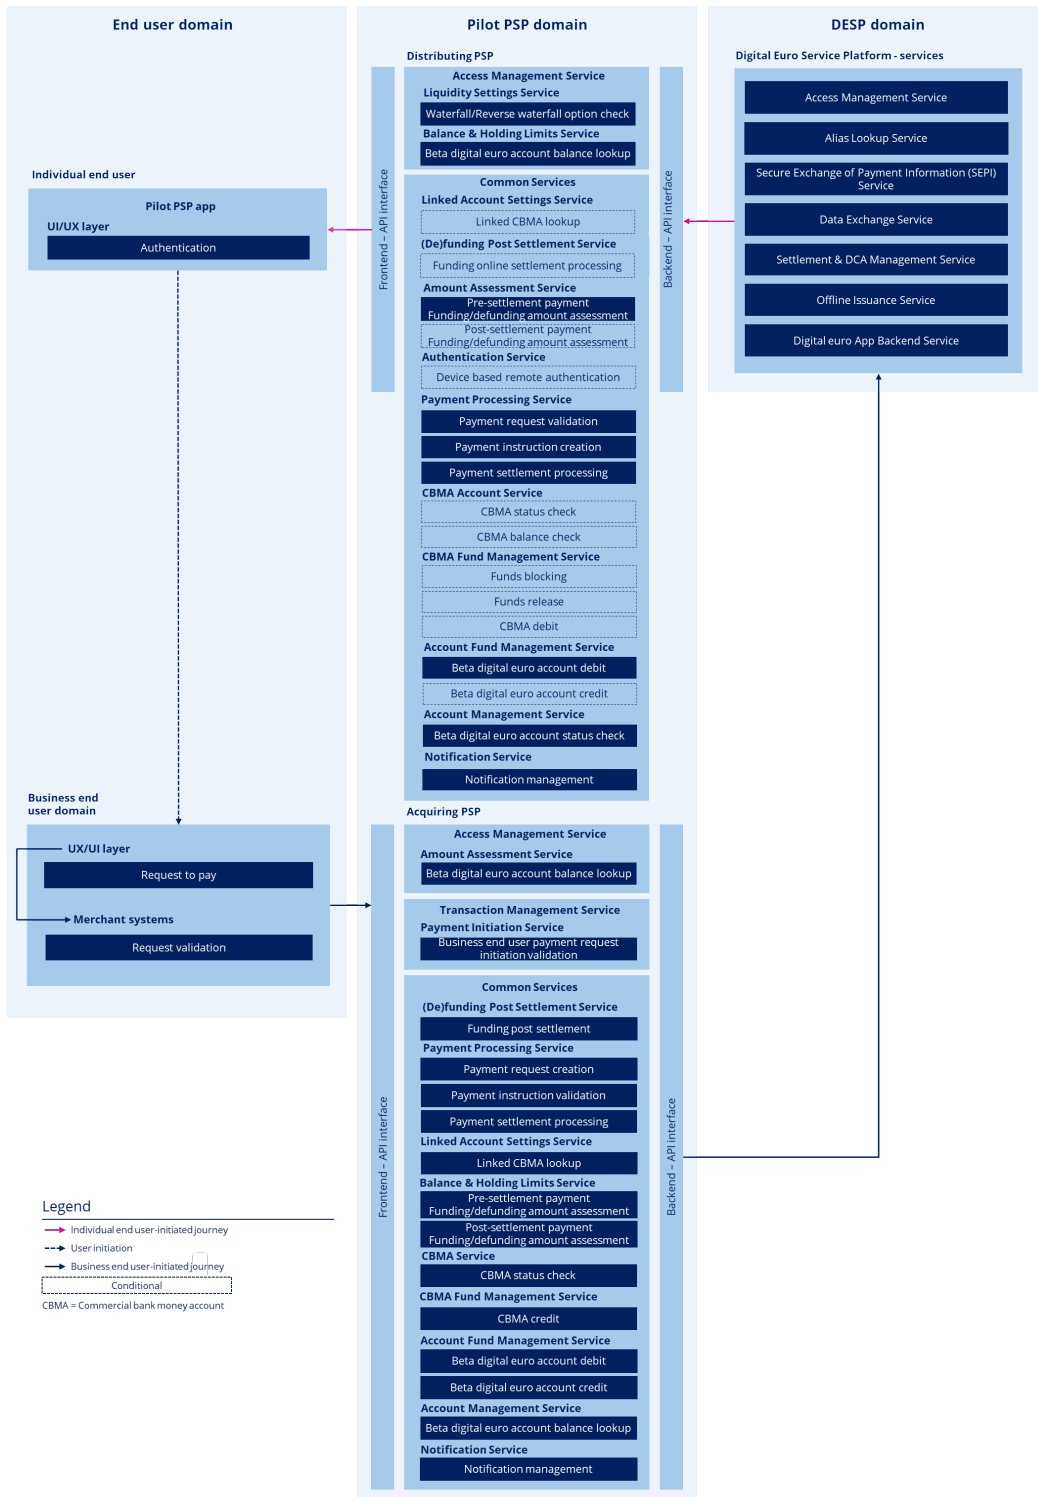 End user domain
Individual end user
Pilot PSP app
UI/UX layer
Authentication
Business end
user domain
UX/UI layer
Request to pay
Merchant systems
Request validation
Pilot PSP domain
Distributing PSP
Frontend – API interface
Access Management Service
Liquidity Settings Service
Waterfall/Reverse waterfall option check
Balance & Holding Limits Service
Beta digital euro account balance lookup
Common Services
Linked Account Settings Service
Linked CBMA lookup
(De)funding Post Settlement Service
Funding online settlement processing
Amount Assessment Service
Pre-settlement payment
Funding/defunding amount assessment
Post-settlement payment
Funding/defunding amount assessment
Authentication Service
Device based remote authentication
Payment Processing Service
Payment request validation
Payment instruction creation
Payment settlement processing
CBMA Account Service
CBMA status check
CBMA balance check
CBMA Fund Management Service
Funds blocking
Funds release
CBMA debit
Account Fund Management Service
Beta digital euro account debit
Beta digital euro account credit
Account Management Service
Beta digital euro account status check
Notification Service
Notification management
Backend – API interface
Acquiring PSP
Frontend – API interface
Access Management Service
Amount Assessment Service
Beta digital euro account balance lookup
Transaction Management Service
Payment Initiation Service
Business end user payment request
initiation validation
Common Services
(De)funding Post Settlement Service
Funding post settlement
Payment Processing Service
Payment request creation
Payment instruction validation
Payment settlement processing
Linked Account Settings Service
Linked CBMA lookup
Balance & Holding Limits Service
Pre-settlement payment
Funding/defunding amount assessment
Post-settlement payment
Funding/defunding amount assessment
CBMA Service
CBMA status check
CBMA Fund Management Service
CBMA credit
Account Fund Management Service
Beta digital euro account debit
Beta digital euro account credit
Account Management Service
Beta digital euro account balance lookup
Notification Service
Notification management
Backend – API interface
DESP domain
Digital Euro Service Platform - services
Access Management Service
Alias Lookup Service
Secure Exchange of Payment Information (SEPI)
Service
Data Exchange Service
Settlement & DCA Management Service
Offline Issuance Service
Digital euro App Backend Service
Legend
Individual end user-initiated journey
User initiation
Business end user-initiated journey
Conditional
CBMA = Commercial bank money account